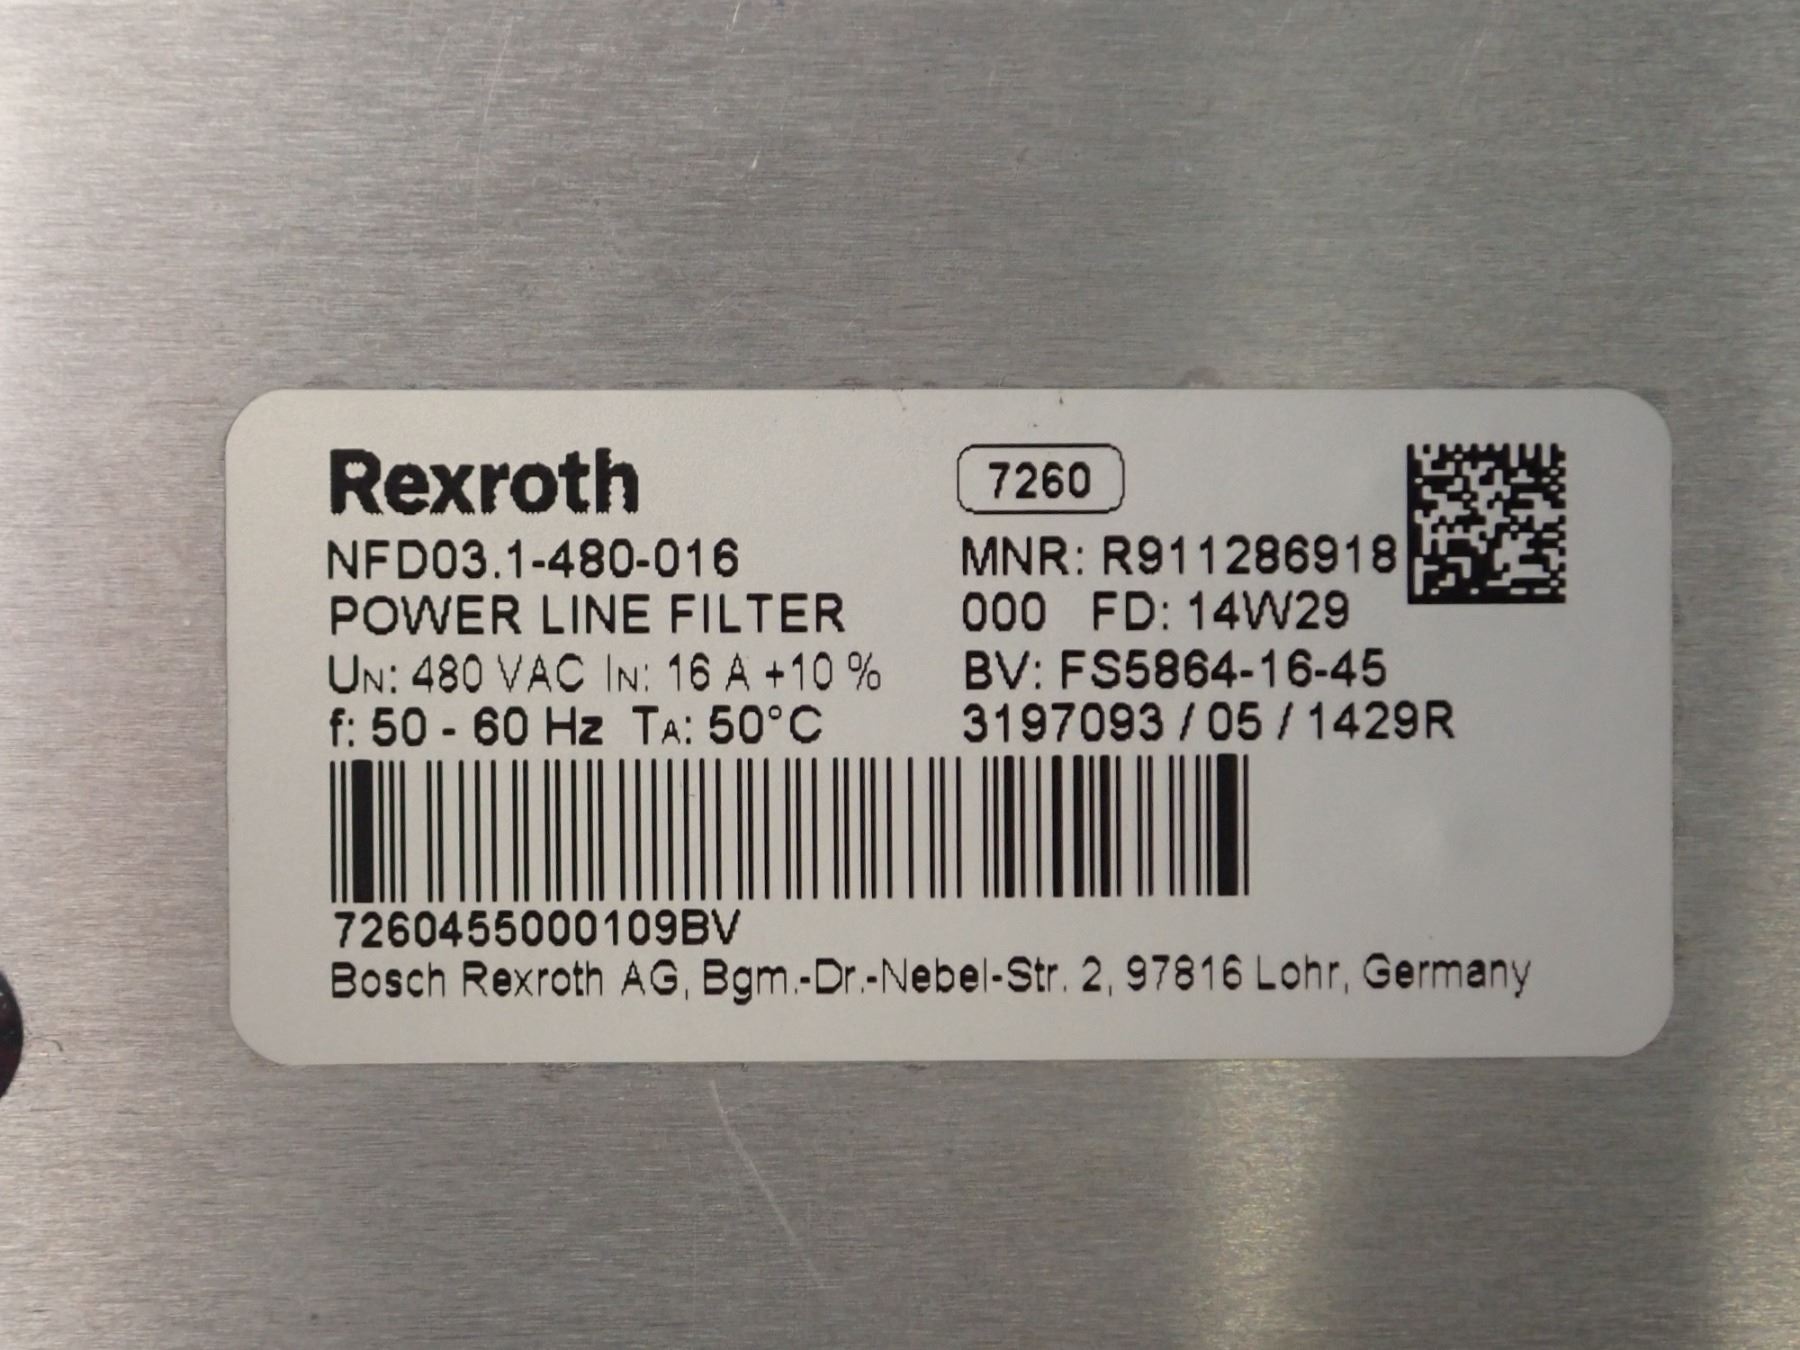 Rexroth
7260
NFD03.1-480-016
MNR: R911286918
POWER LINE FILTER
000 FD: 14W29
UN: 480 VAC IN: 16 A +10 %
BV: FS5864-16-45
f: 50 - 60 Hz TA: 50°C
3197093 / 05 / 1429R
7260455000109BV
Bosch Rexroth AG, Bgm.-Dr.-Nebel-Str. 2, 97816 Lohr, Germany